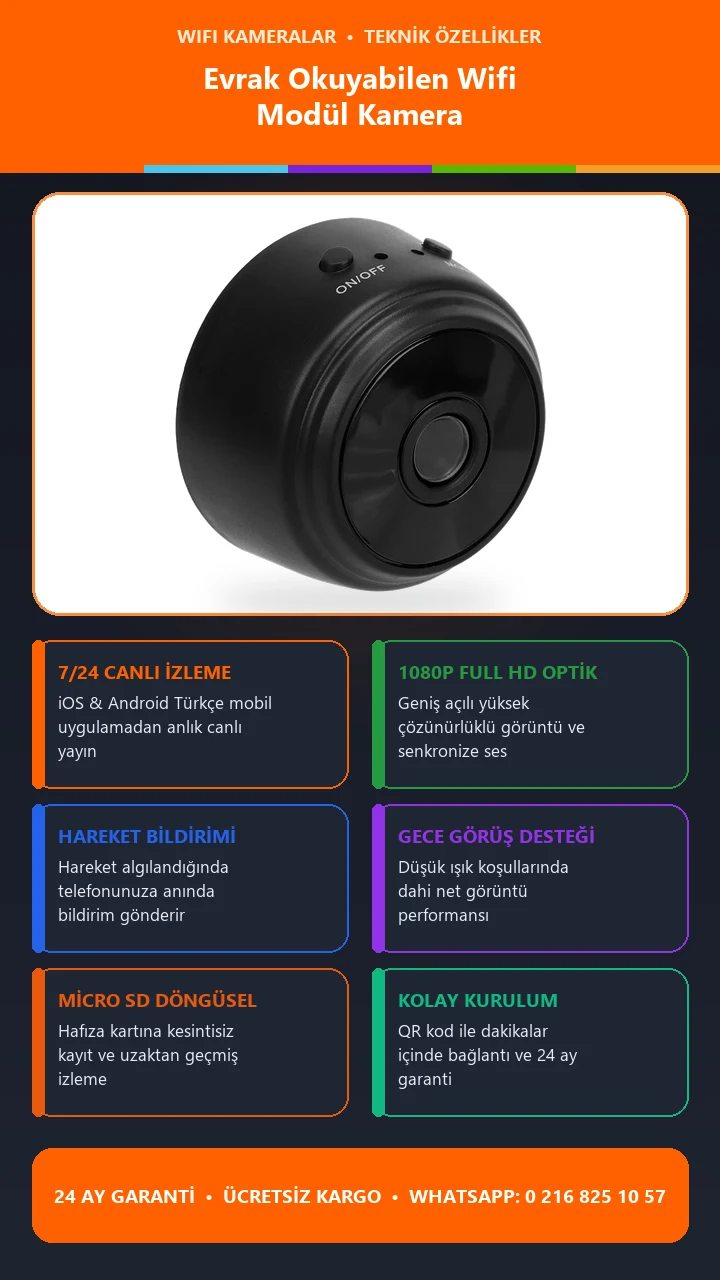 WIFI KAMERALAR • TEKNİK ÖZELLİKLER
Evrak Okuyabilen Wifi
Modül Kamera
ON/OFF
7/24 CANLI İZLEME
iOS & Android Türkçe mobil
uygulamadan anlık canlı
yayın
1080P FULL HD OPTİK
Geniş açılı yüksek
çözünürlüklü görüntü ve
senkronize ses
HAREKET BİLDİRİMİ
Hareket algılandığında
telefonunuza anında
bildirim gönderir
GECE GÖRÜŞ DESTEĞİ
Düşük ışık koşullarında
dahi net görüntü
performansı
MİCRO SD DÖNGÜSEL
Hafıza kartına kesintisiz
kayıt ve uzaktan geçmiş
izleme
KOLAY KURULUM
QR kod ile dakikalar
içinde bağlantı ve 24 ay
garanti
24 AY GARANTİ • ÜCRETSİZ KARGO • WHATSAPP: 0 216 825 10 57